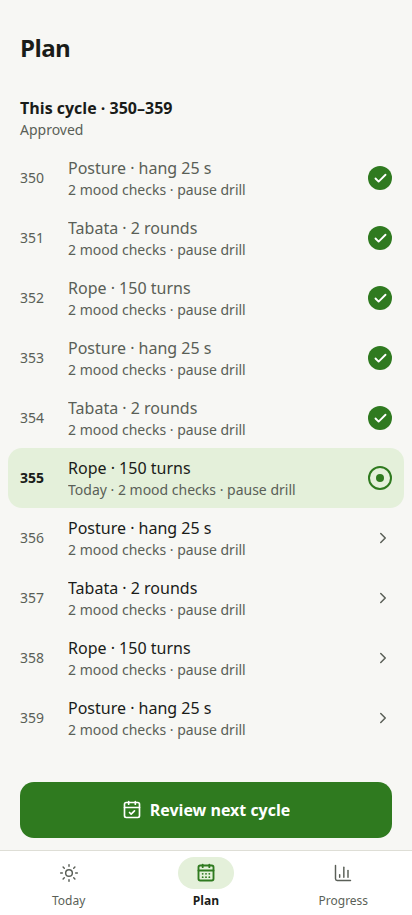 Plan
This cycle · 350–359
Approved
350
Posture · hang 25 s
2 mood checks · pause drill
351
Tabata · 2 rounds
2 mood checks · pause drill
352
Rope · 150 turns
2 mood checks · pause drill
353
Posture · hang 25 s
2 mood checks · pause drill
354
Tabata · 2 rounds
2 mood checks · pause drill
355
Rope · 150 turns
Today · 2 mood checks · pause drill
356
Posture · hang 25 s
2 mood checks · pause drill
357
Tabata · 2 rounds
2 mood checks · pause drill
358
Rope · 150 turns
2 mood checks · pause drill
359
Posture · hang 25 s
2 mood checks · pause drill
Review next cycle
Today
Plan
Progress